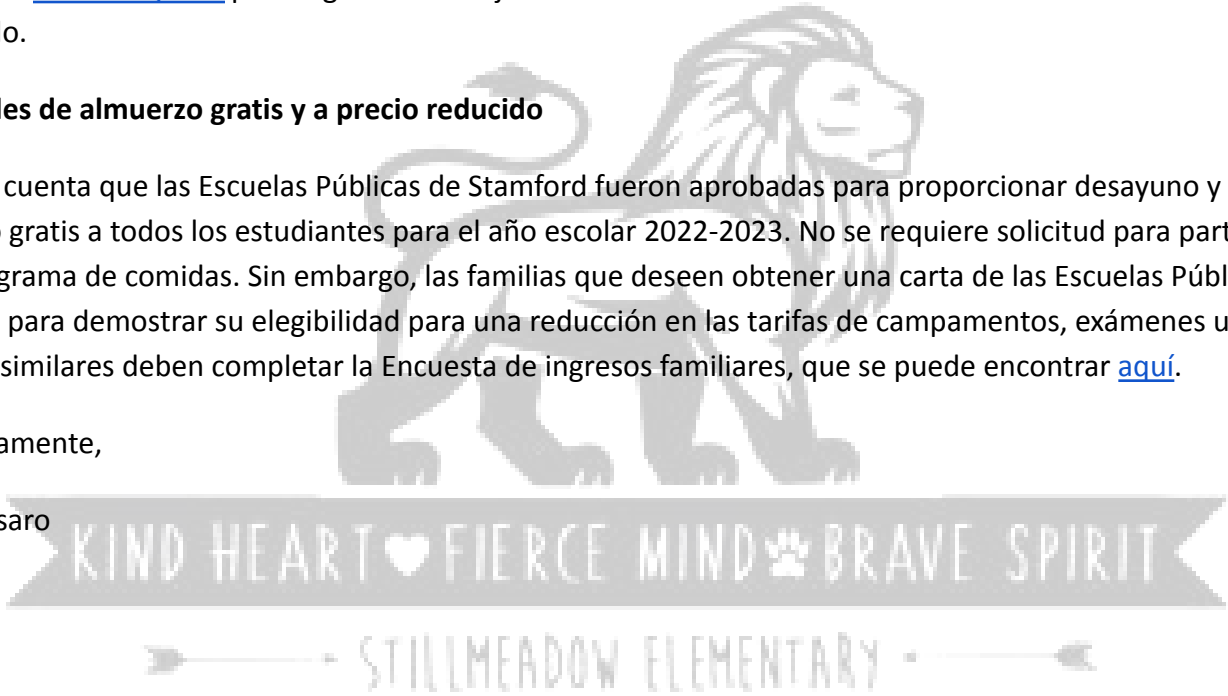 do.
les de almuerzo gratis y a precio reducido
cuenta que las Escuelas Públicas de Stamford fueron aprobadas para proporcionar desayuno y
o gratis a todos los estudiantes para el año escolar 2022-2023. No se requiere solicitud para part
grama de comidas. Sin embargo, las familias que deseen obtener una carta de las Escuelas Públ
para demostrar su elegibilidad para una reducción en las tarifas de campamentos, exámenes u
similares deben completar la Encuesta de ingresos familiares, que se puede encontrar aquí.
amente,
saro
KIND HEART FIERCE MIND BRAVE SPIRIT
STILLMEADOW ELEMENTARY